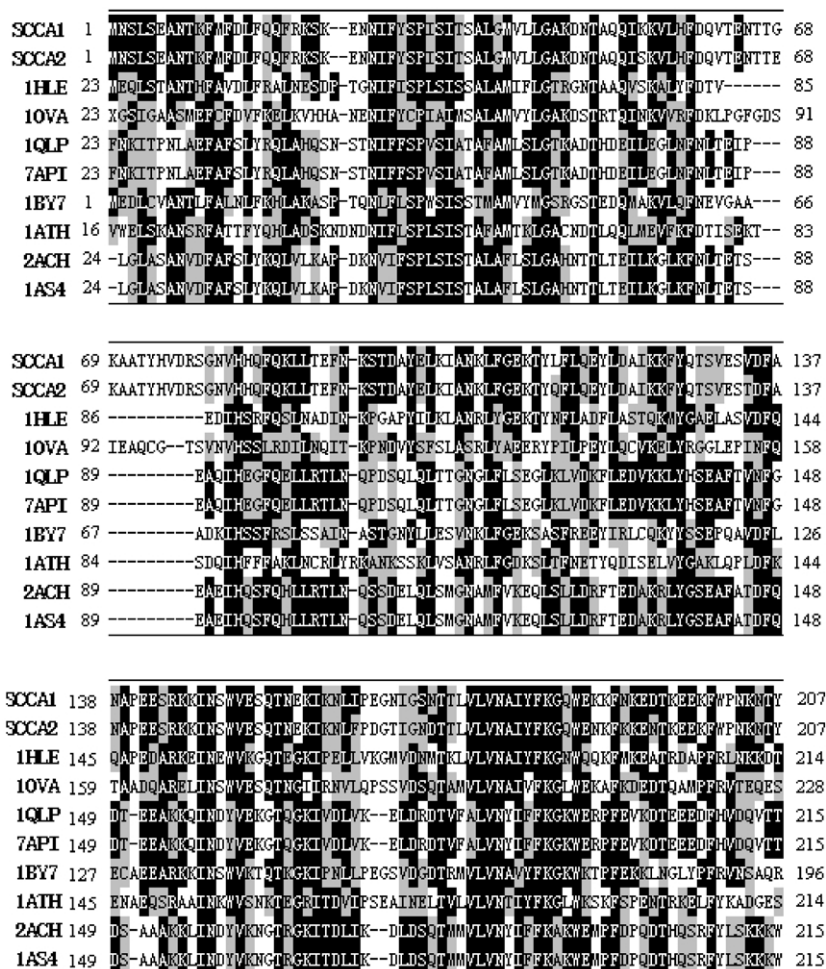 SCCA1 1 MNSLSEANTKFMFDLFQQFRKSK--ENNIFYSPISITSALGMVLLGAKDNTAQQIKKVLHFDQVTENTTG 68
SCCA2 1 MNSLSEANTKFMFDLFQQFRKSK--ENNIFYSPISITSALGMVLLGAKDNTAQQISKVLHFDQVTENTTE 68
1HLE 23 MEQLSTANTHFAVDLFRALNESDP-TGNIFISPLSISSALAMIFLGTRGNTAAQVSKALYFDTV------ 85
1OVA 23 XGSIGAASMEFCFDVFKELKVHHA-NENIFYCPIAIMSALAMVYLGAKDSTRTQINKVVRFDKLPGFGDS 91
1QLP 23 FNKITPNLAEFAFSLYRQLAHQSN-STNIFFSPVSIATAFAMLSLGTKADTHDEILEGLNFNLTEIP--- 88
7API 23 FNKITPNLAEFAFSLYRQLAHQSN-STNIFFSPVSIATAFAMLSLGTKADTHDEILEGLNFNLTEIP--- 88
1BY7 1 MEDLCVANTLFALNLFKHLAKASP-TQNLFLSPWSISSTMAMVYMGSRGSTEDQMAKVLQFNEVGAA--- 66
1ATH 16 VWELSKANSRFATTFYQHLADSKNDNDNIFLSPLSISTAFAMTKLGACNDTLQQLMEVFKFDTISEKT-- 83
2ACH 24 -LGLASANVDFAFSLYKQLVLKAP-DKNVIFSPLSISTALAFLSLGAHNTTLTEILKGLKFNLTETS--- 88
1AS4 24 -LGLASANVDFAFSLYKQLVLKAP-DKNVIFSPLSISTALAFLSLGAHNTTLTEILKGLKFNLTETS--- 88
SCCA1 69 KAATYHVDRSGNVHHQFQKLLTEFN-KSTDAYELKIANKLFGEKTYLFLQEYLDAIKKFYQTSVESVDFA 137
SCCA2 69 KAATYHVDRSGNVHHQFQKLLTEFN-KSTDAYELKIANKLFGEKTYQFLQEYLDAIKKFYQTSVESTDFA 137
1HLE 86 ----------EDIHSRFQSLNADIN-KPGAPYILKLANRLYGEKTYNFLADFLASTQKMYGAELASVDFQ 144
1OVA 92 IEAQCG--TSVNVHSSLRDILNQIT-KPNDVYSFSLASRLYAEERYPILPEYLQCVKELYRGGLEPINFQ 158
1QLP 89 ---------EAQIHEGFQELLRTLN-QPDSQLQLTTGNGLFLSEGLKLVDKFLEDVKKLYHSEAFTVNFG 148
7API 89 ---------EAQIHEGFQELLRTLN-QPDSQLQLTTGNGLFLSEGLKLVDKFLEDVKKLYHSEAFTVNFG 148
1BY7 67 ---------ADKIHSSFRSLSSAIN-ASTGNYLLESVNKLFGEKSASFREEYIRLCQKYYSSEPQAVDFL 126
1ATH 84 ---------SDQIHFFFAKLNCRLYRKANKSSKLVSANRLFGDKSLTFNETYQDISELVYGAKLQPLDFK 144
2ACH 89 ---------EAEIHQSFQHLLRTLN-QSSDELQLSMGNAMFVKEQLSLLDRFTEDAKRLYGSEAFATDFQ 148
1AS4 89 ---------EAEIHQSFQHLLRTLN-QSSDELQLSMGNAMFVKEQLSLLDRFTEDAKRLYGSEAFATDFQ 148
SCCA1 138 NAPEESRKKINSWVESQTNEKIKNLIPEGNIGSNTTLVLVNAIYFKGQWEKKFNKEDTKEEKFWPNKNTY 207
SCCA2 138 NAPEESRKKINSWVESQTNEKIKNLFPDGTIGNDTTLVLVNAIYFKGQWENKFKKENTKEEKFWPNKNTY 207
1HLE 145 QAPEDARKEINEWVKGQTEGKIPELLVKGMVDNMTKLVLVNAIYFKGNWQQKFMKEATRDAPFRLNKKDT 214
1OVA 159 TAADQARELINSWVESQTNGIIRNVLQPSSVDSQTAMVLVNAIVFKGLWEKAFKDEDTQAMPFRVTEQES 228
1QLP 149 DT-EEAKKQINDYVEKGTQGKIVDLVK--ELDRDTVFALVNYIFFKGKWERPFEVKDTEEEDFHVDQVTT 215
7API 149 DT-EEAKKQINDYVEKGTQGKIVDLVK--ELDRDTVFALVNYIFFKGKWERPFEVKDTEEEDFHVDQVTT 215
1BY7 127 ECAEEARKKINSWVKTQTKGKIPNLLPEGSVDGDTRMVLVNAVYFKGKWKTPFEKKLNGLYPFRVNSAQR 196
1ATH 145 ENAEQSRAAINKWVSNKTEGRITDVIPSEAINELTVLVLVNTIYFKGLWKSKFSPENTRKELFYKADGES 214
2ACH 149 DS-AAAKKLINDYVKNGTRGKITDLIK--DLDSQTMMVLVNYIFFKAKWEMPFDPQDTHQSRFYLSKKKW 215
1AS4 149 DS-AAAKKLINDYVKNGTRGKITDLIK--DLDSQTMMVLVNYIFFKAKWEMPFDPQDTHQSRFYLSKKKW 215